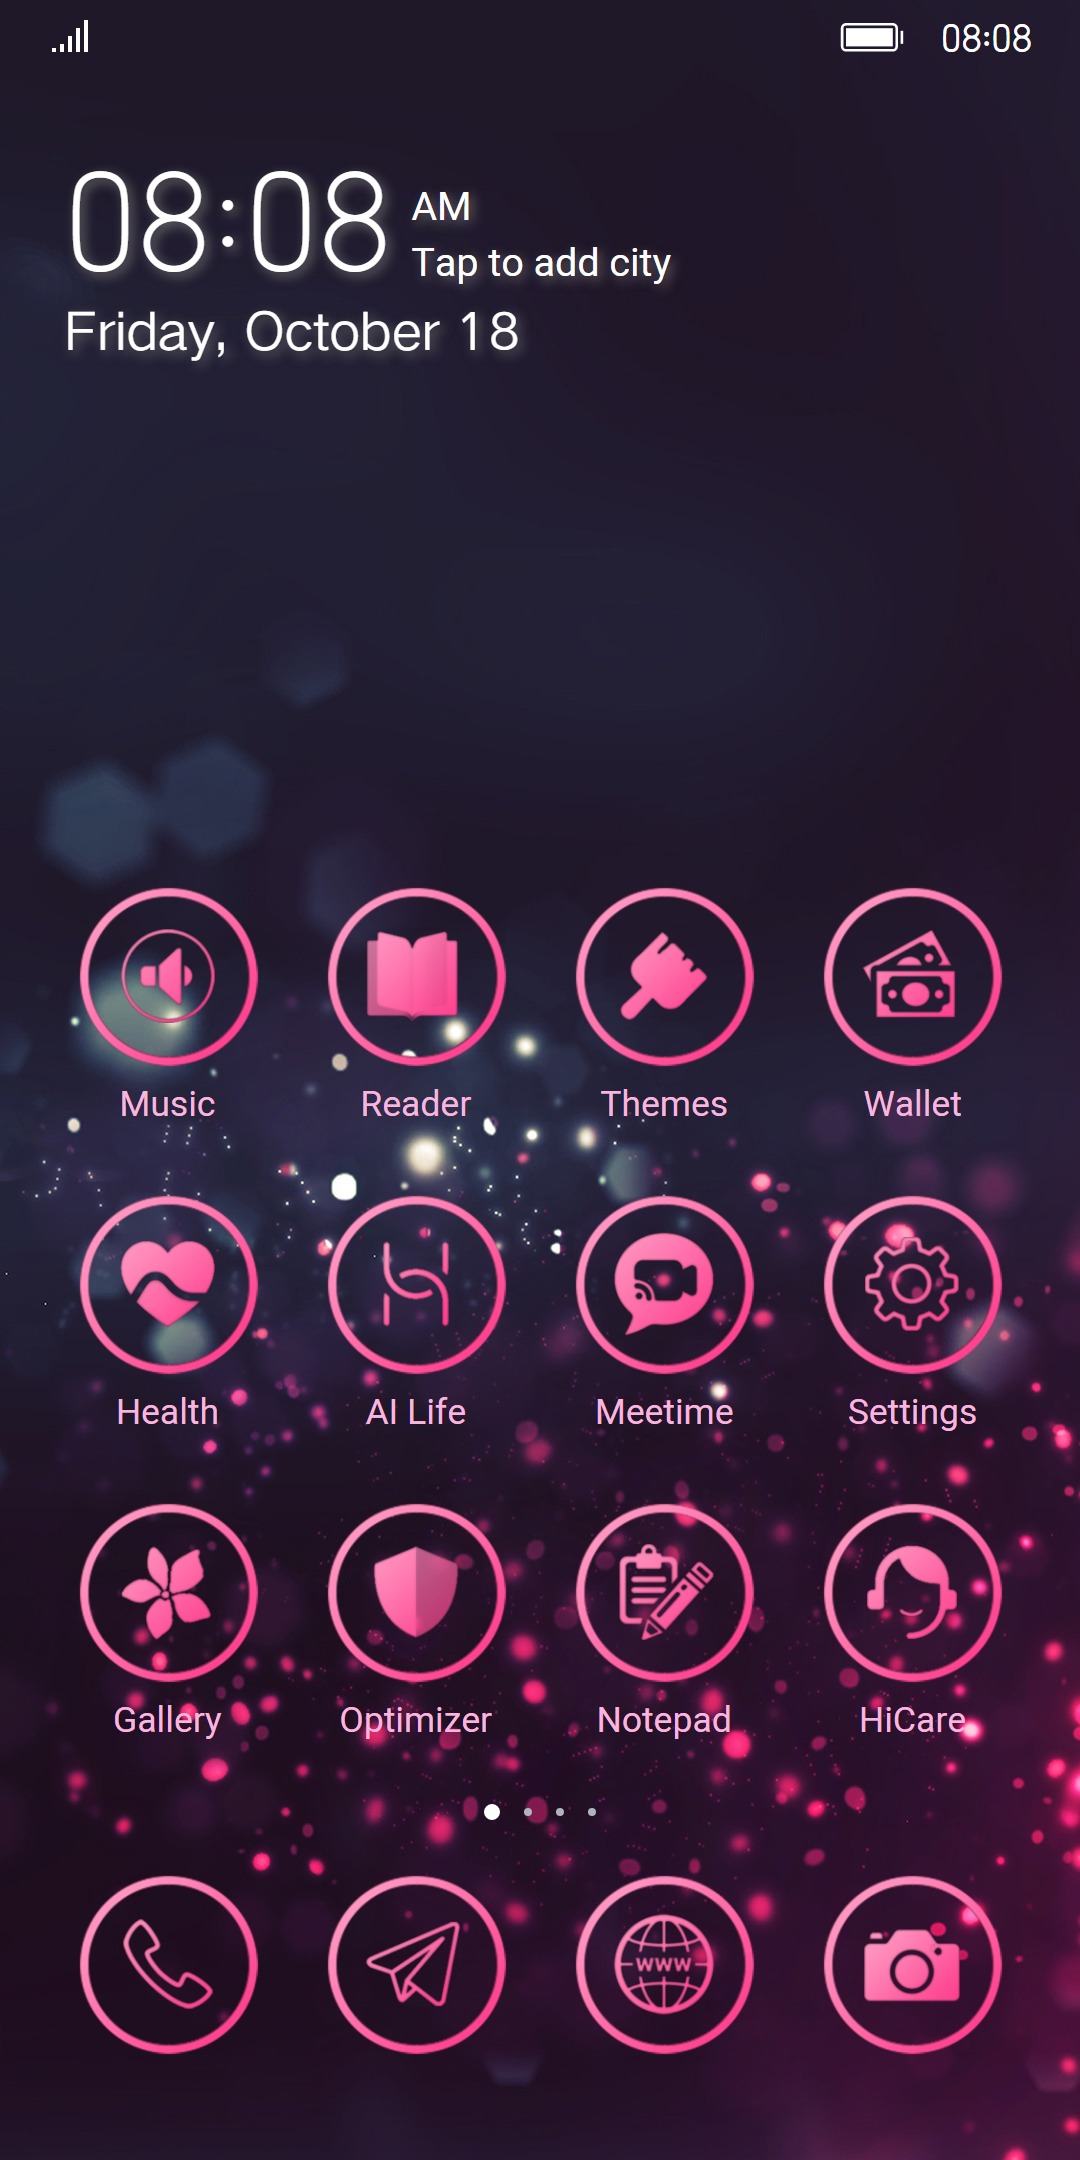 08:08
08:08 AM
Tap to add city
Friday, October 18
Music Reader Themes Wallet
Health AI Life Meetime Settings
Gallery Optimizer Notepad HiCare
www